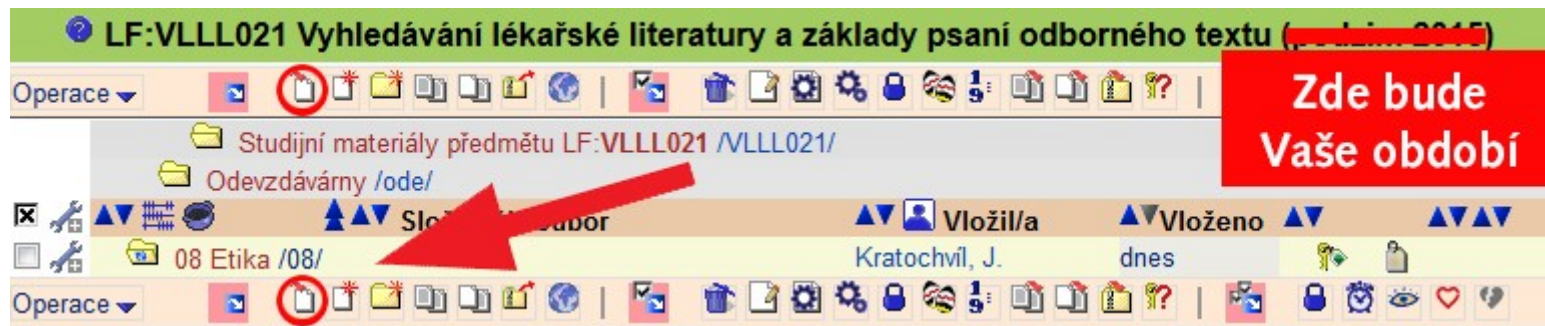 LF:VLLL021 Vyhledávání lékařské literatury a základy psaní odborného textu ( )
Operace
Zde bude
Vaše období
Studijní materiály předmětu LF:VLLL021 /VLLL021/
Odevzdávárny /ode/
Vložil/a Vloženo
08 Etika /08/ Kratochvíl, J. dnes
Operace